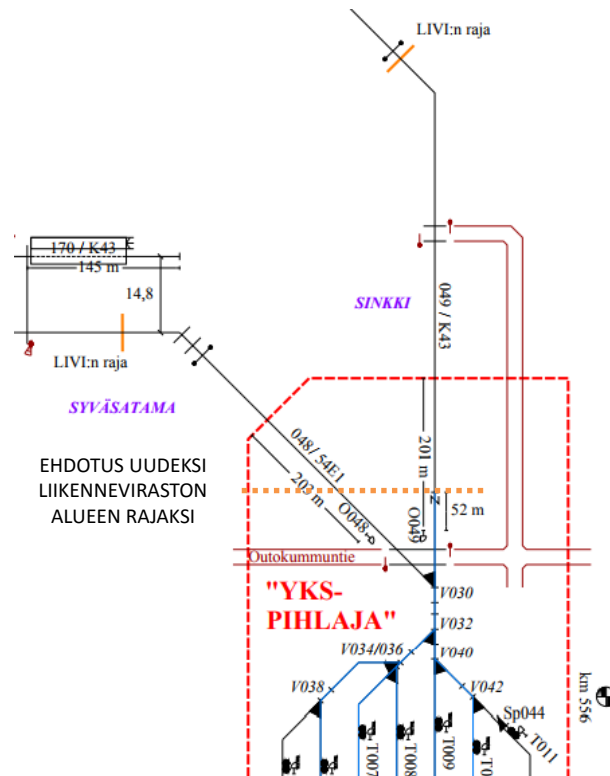 LIVI:n raja
170 / K43
145 m
14,8
SINKKI
049 / K43
LIVI:n raja
SYVÄSATAMA
048/ 54E1
201 m
EHDOTUS UUDEKSI
LIIKENNEVIRASTON
ALUEEN RAJAKSI
203 m
O048
O049
52 m
Outokummuntie
"YKS-
PIHLAJA"
V030
V032
V034/036
V040
V038
V042
km 556
Sp044
T007
T008
T009
T011